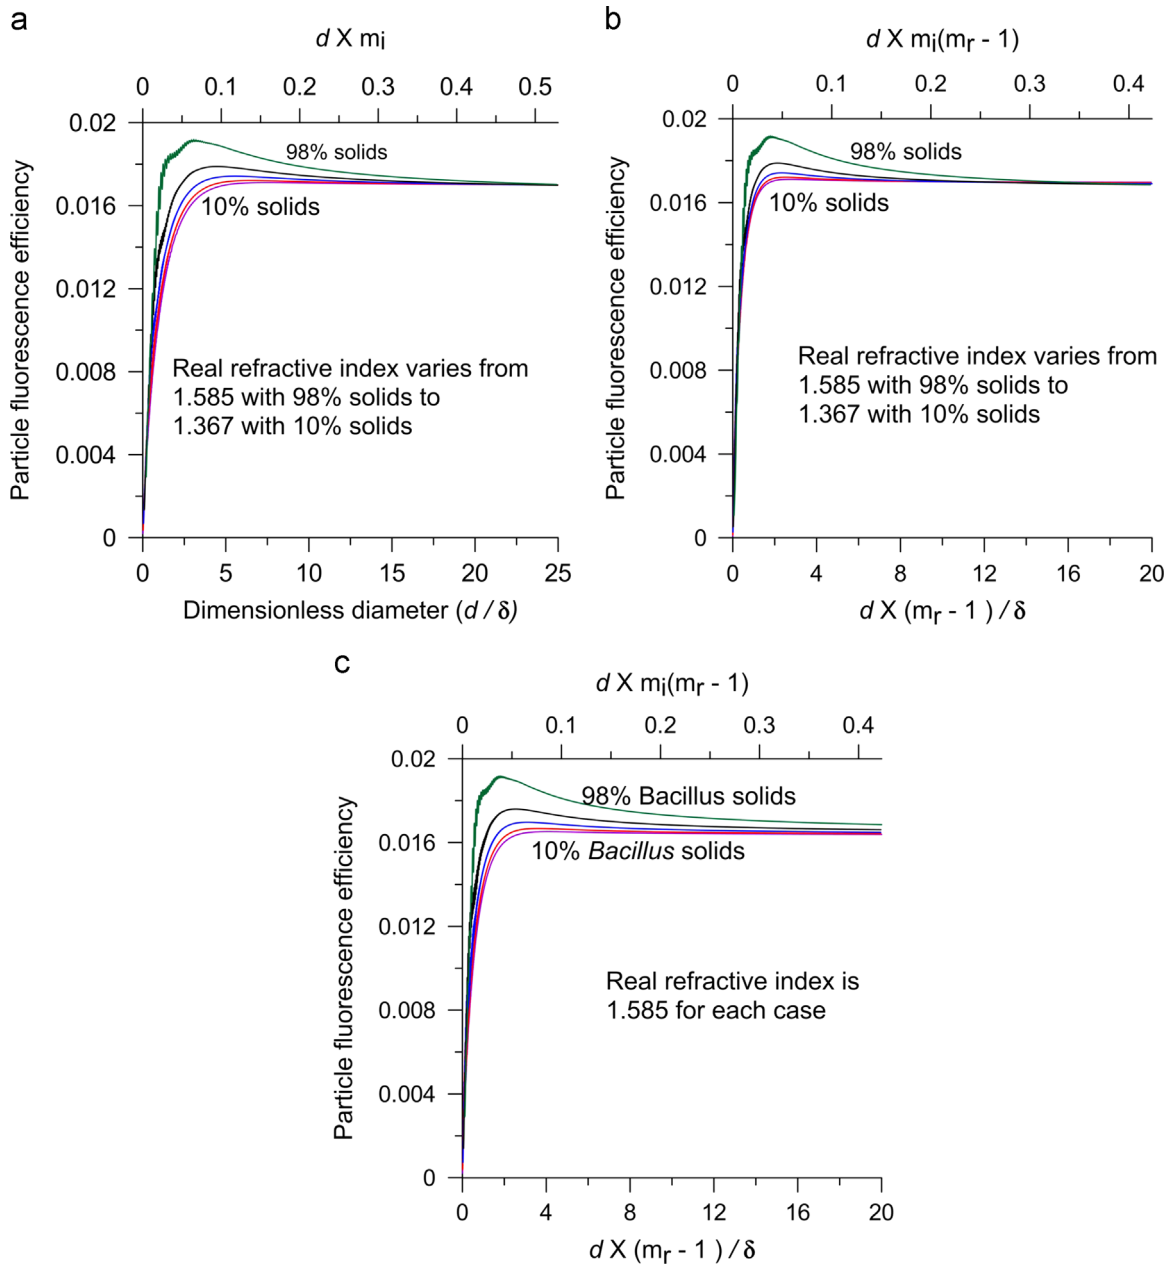 a
d X mi
0 0.1 0.2 0.3 0.4 0.5
0.02
0.016
0.012
0.008
0.004
0
Particle fluorescence efficiency
98% solids
10% solids
Real refractive index varies from
1.585 with 98% solids to
1.367 with 10% solids
0 5 10 15 20 25
Dimensionless diameter (d / δ)
b
d X mi(mr - 1)
0 0.1 0.2 0.3 0.4
0.02
0.016
0.012
0.008
0.004
0
Particle fluorescence efficiency
98% solids
10% solids
Real refractive index varies from
1.585 with 98% solids to
1.367 with 10% solids
0 4 8 12 16 20
d X (mr - 1 ) / δ
c
d X mi(mr - 1)
0 0.1 0.2 0.3 0.4
0.02
0.016
0.012
0.008
0.004
0
Particle fluorescence efficiency
98% Bacillus solids
10% Bacillus solids
Real refractive index is
1.585 for each case
0 4 8 12 16 20
d X (mr - 1 ) / δ